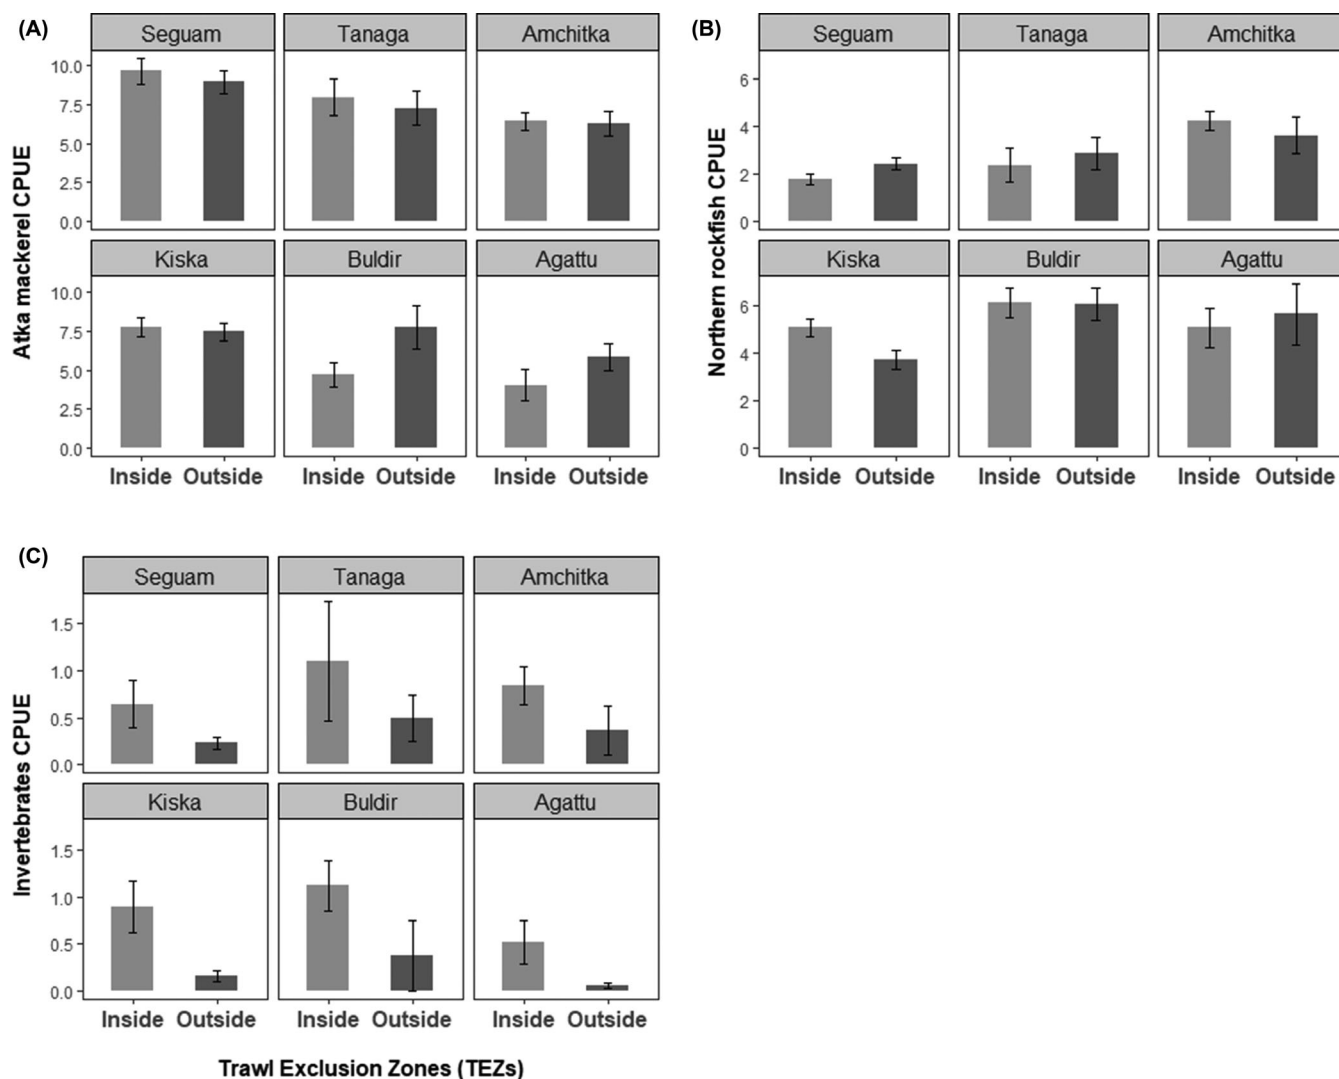 (A)
Seguam Tanaga Amchitka
10.0
7.5
5.0
2.5
0.0
Atka mackerel CPUE
Kiska Buldir Agattu
10.0
7.5
5.0
2.5
0.0
Inside Outside Inside Outside Inside Outside
(B)
Seguam Tanaga Amchitka
6
4
2
0
Northern rockfish CPUE
Kiska Buldir Agattu
6
4
2
0
Inside Outside Inside Outside Inside Outside
(C)
Seguam Tanaga Amchitka
1.5
1.0
0.5
0.0
Invertebrates CPUE
Kiska Buldir Agattu
1.5
1.0
0.5
0.0
Inside Outside Inside Outside Inside Outside
Trawl Exclusion Zones (TEZs)